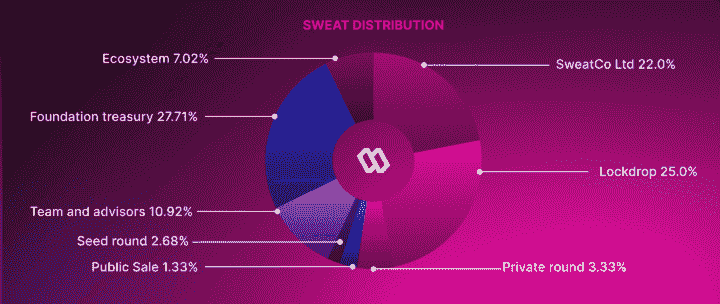 SWEAT DISTRIBUTION
Ecosystem 7.02%
SweatCo Ltd 22.0%
Foundation treasury 27.71%
Lockdrop 25.0%
Team and advisors 10.92%
Seed round 2.68%
Public Sale 1.33%
Private round 3.33%